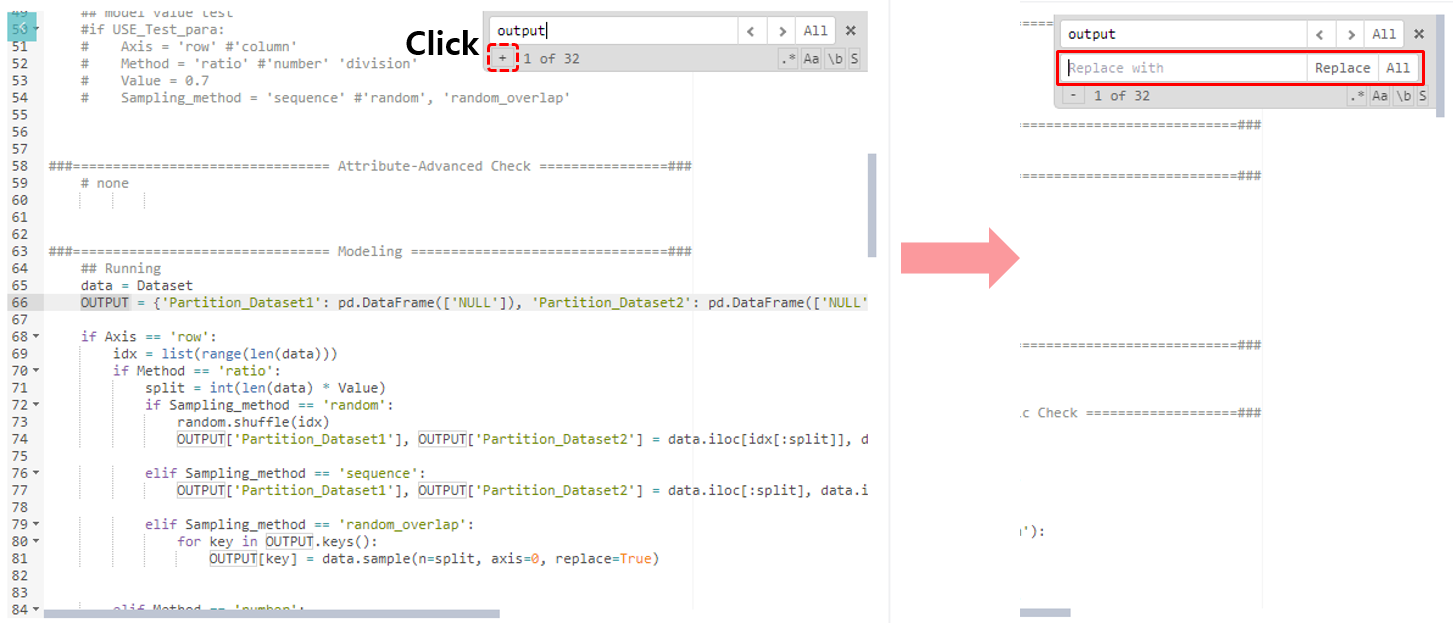 49 ## model value test
50 #if USE_Test_para:
51 #    Axis = 'row' #'column'
52 #    Method = 'ratio' #'number' 'division'
53 #    Value = 0.7
54 #    Sampling_method = 'sequence' #'random', 'random_overlap'
55
56
57
58 ###================================ Attribute-Advanced Check ================###
59 # none
60
61
62
63 ###================================ Modeling ================================###
64 ## Running
65 data = Dataset
66 OUTPUT = {'Partition_Dataset1': pd.DataFrame(['NULL']), 'Partition_Dataset2': pd.DataFrame(['NULL'
67
68 if Axis == 'row':
69 idx = list(range(len(data)))
70 if Method == 'ratio':
71 split = int(len(data) * Value)
72 if Sampling_method == 'random':
73 random.shuffle(idx)
74 OUTPUT['Partition_Dataset1'], OUTPUT['Partition_Dataset2'] = data.iloc[idx[:split]], d
75
76 elif Sampling_method == 'sequence':
77 OUTPUT['Partition_Dataset1'], OUTPUT['Partition_Dataset2'] = data.iloc[:split], data.i
78
79 elif Sampling_method == 'random_overlap':
80 for key in OUTPUT.keys():
81 OUTPUT[key] = data.sample(n=split, axis=0, replace=True)
82
83
84 elif Method == 'number':
Click
output < > All ×
+ 1 of 32 .* Aa \b S
output < > All ×
Replace with Replace All
- 1 of 32 .* Aa \b S
===========================###
===========================###
===========================###
ic Check ===================###
'):